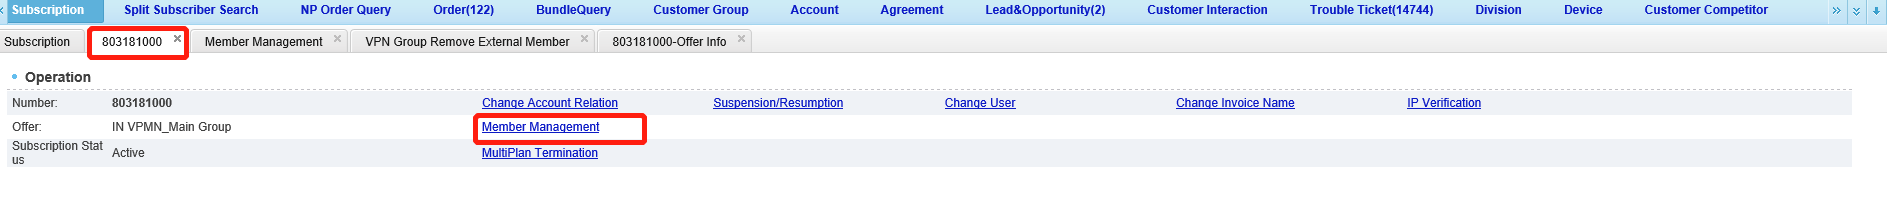 Subscription Split Subscriber Search NP Order Query Order(122) BundleQuery Customer Group Account Agreement Lead&Opportunity(2) Customer Interaction Trouble Ticket(14744) Division Device Customer Competitor
Subscription 803181000 Member Management VPN Group Remove External Member 803181000-Offer Info
Operation
Number: 803181000 Change Account Relation Suspension/Resumption Change User Change Invoice Name IP Verification
Offer: IN VPMN_Main Group Member Management
Subscription Stat
us Active MultiPlan Termination